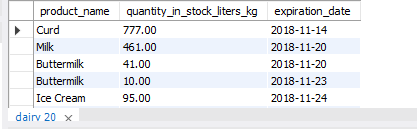 product_name quantity_in_stock_liters_kg expiration_date
Curd 777.00 2018-11-14
Milk 461.00 2018-11-20
Buttermilk 41.00 2018-11-20
Buttermilk 10.00 2018-11-23
Ice Cream 95.00 2018-11-24
dairy 20 ×